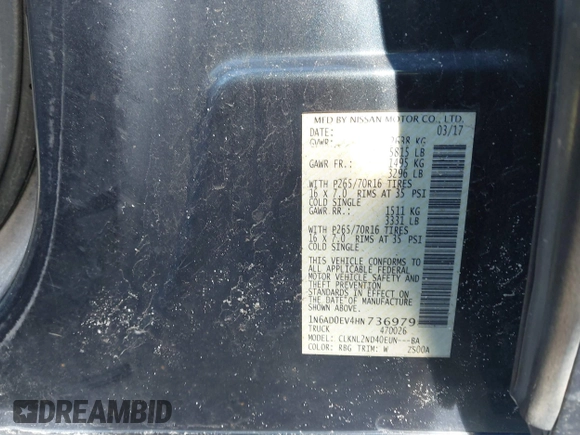 MFD BY NISSAN MOTOR CO., LTD.
DATE: 03/17
GVWR: KG
5815 LB
GAWR FR.: 1495 KG
3296 LB
WITH P265/70R16 TIRES
16 X 7.0 RIMS AT 35 PSI
COLD SINGLE
GAWR RR.: 1511 KG
3331 LB
WITH P265/70R16 TIRES
16 X 7.0 RIMS AT 35 PSI
COLD SINGLE
THIS VEHICLE CONFORMS TO
ALL APPLICABLE FEDERAL
MOTOR VEHICLE SAFETY AND
THEFT PREVENTION
STANDARDS IN EFFECT ON
THE DATE OF MANUFACTURE
SHOWN ABOVE.
1N6AD0EV4HN736979
TRUCK 470026
MODEL: CLKNL2ND40EUN---BA
COLOR: RBG TRIM: W 2S00A
DREAMBID